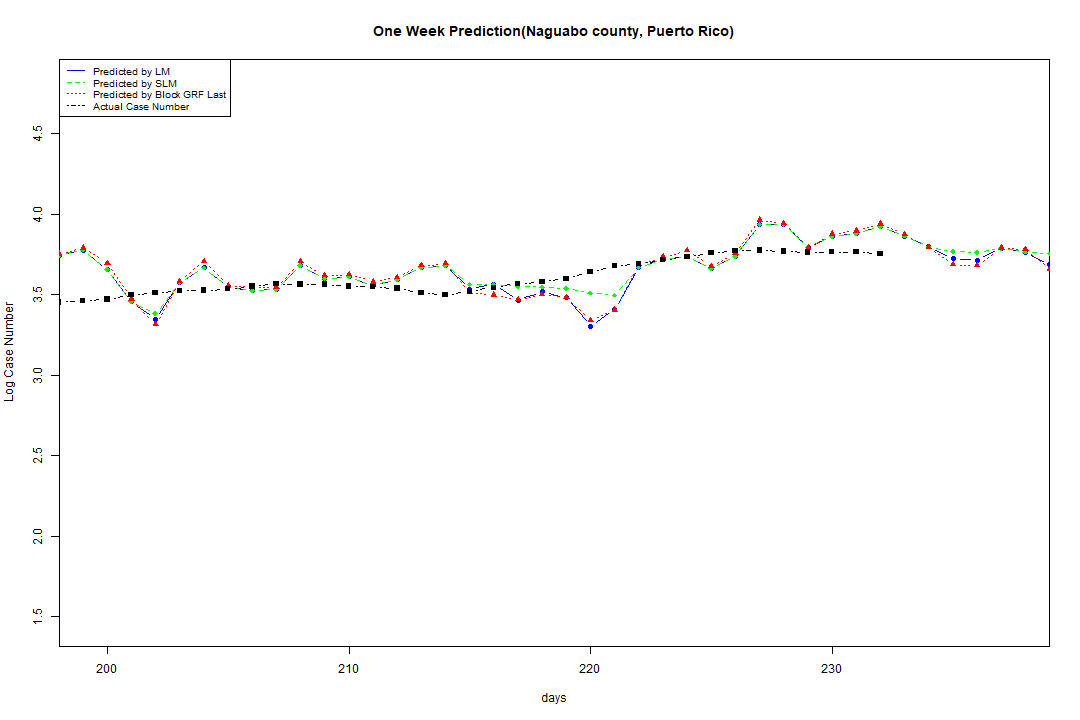 One Week Prediction(Naguabo county, Puerto Rico)
Predicted by LM
Predicted by SLM
Predicted by Block GRF Last
Actual Case Number
4.5
4.0
3.5
3.0
2.5
2.0
1.5
Log Case Number
200 210 220 230
days